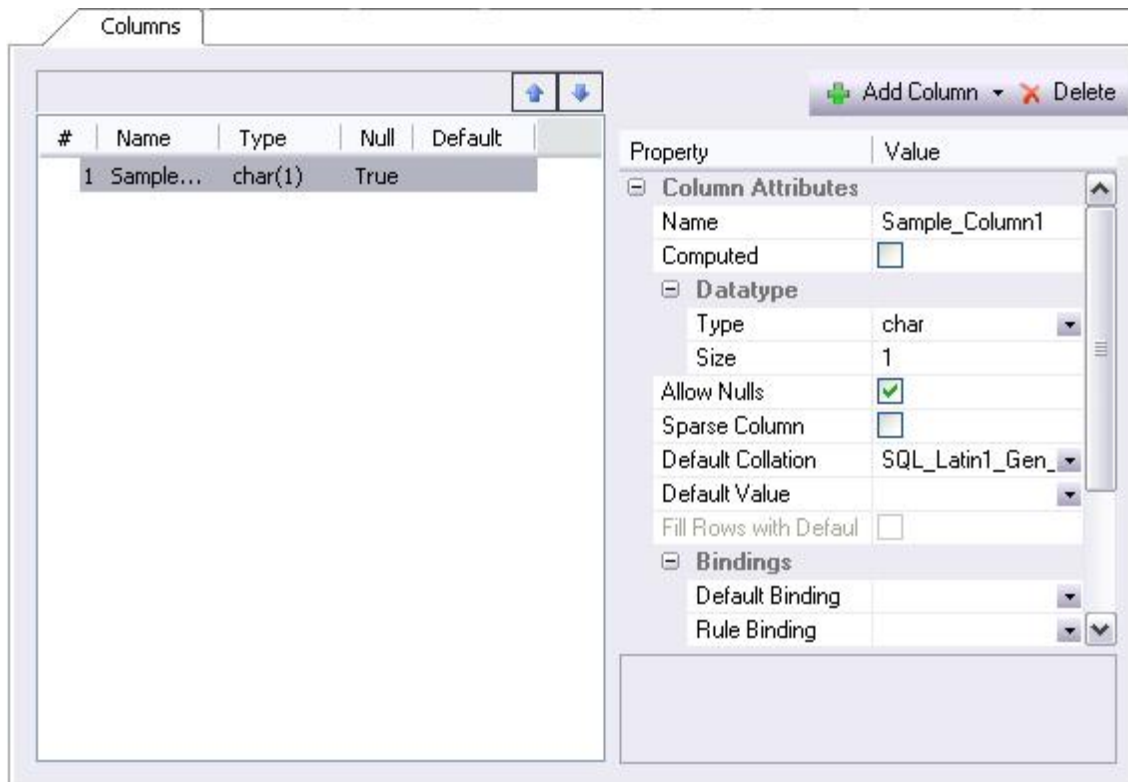 Columns
Add Column Delete
# Name Type Null Default
1 Sample... char(1) True
Property Value
Column Attributes
Name Sample_Column1
Computed
Datatype
Type char
Size 1
Allow Nulls
Sparse Column
Default Collation SQL_Latin1_Gen_
Default Value
Fill Rows with Defaul
Bindings
Default Binding
Rule Binding